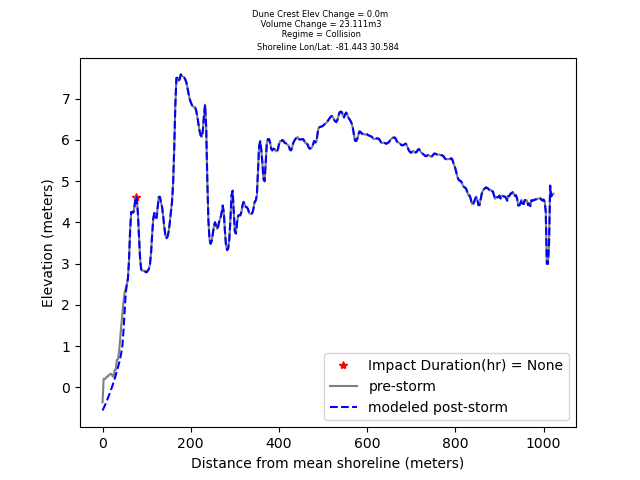 Dune Crest Elev Change = 0.0m
Volume Change = 23.111m3
Regime = Collision
Shoreline Lon/Lat: -81.443 30.584
7
6
5
4
3
2
1
0
Elevation (meters)
Impact Duration(hr) = None
pre-storm
modeled post-storm
0 200 400 600 800 1000
Distance from mean shoreline (meters)